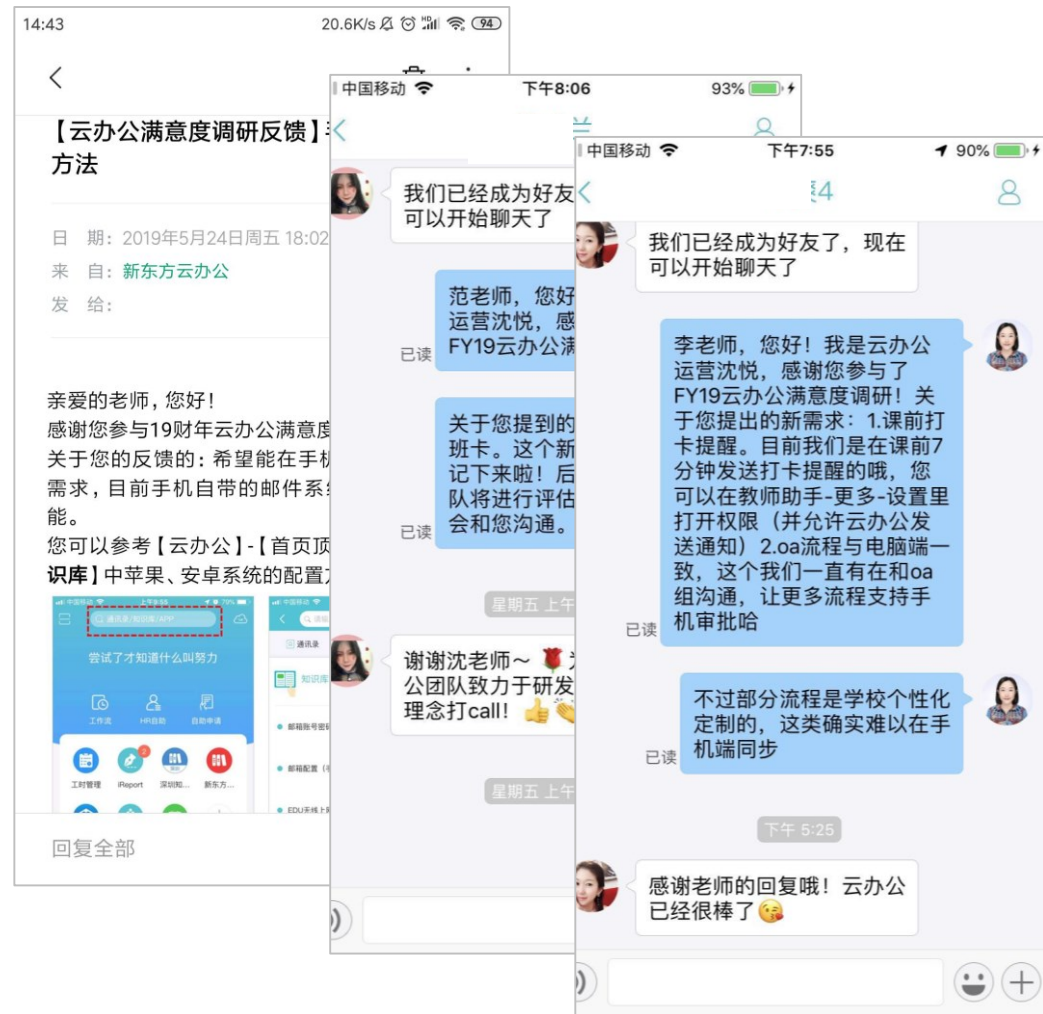 14:43
20.6K/s
94
【云办公满意度调研反馈】
方法
日 期：2019年5月24日周五 18:02
来 自：新东方云办公
发 给：
亲爱的老师，您好！
感谢您参与19财年云办公满意度
关于您的反馈的：希望能在手机
需求，目前手机自带的邮件系
能。
您可以参考【云办公】-【首页顶
识库】中苹果、安卓系统的配置
通讯录/知识库/APP
尝试了才知道什么叫努力
工作流
HR自助
自助申请
工时管理
iReport
深圳知...
新东方...
通讯录
知识库
邮箱账号密码
邮箱配置
回复全部
中国移动
下午8:06
93%
我们已经成为好友
可以开始聊天了
范老师，您好
运营沈悦，感
FY19云办公满
已读
关于您提到的
班卡。这个新
记下来啦！后
队将进行评估
会和您沟通。
已读
星期五 上午
谢谢沈老师～ 🌹
公团队致力于研发
理念打call！👍👏
星期五 上午
中国移动
下午7:55
90%
4
我们已经成为好友了，现在
可以开始聊天了
李老师，您好！我是云办公
运营沈悦，感谢您参与了
FY19云办公满意度调研！关
于您提出的新需求：1.课前打
卡提醒。目前我们是在课前7
分钟发送打卡提醒的哦，您
可以在教师助手-更多-设置里
打开权限（并允许云办公发
送通知）2.oa流程与电脑端一
致，这个我们一直有在和oa
组沟通，让更多流程支持手
机审批哈
已读
不过部分流程是学校个性化
定制的，这类确实难以在手
机端同步
已读
下午 5:25
感谢老师的回复哦！云办公
已经很棒了😘